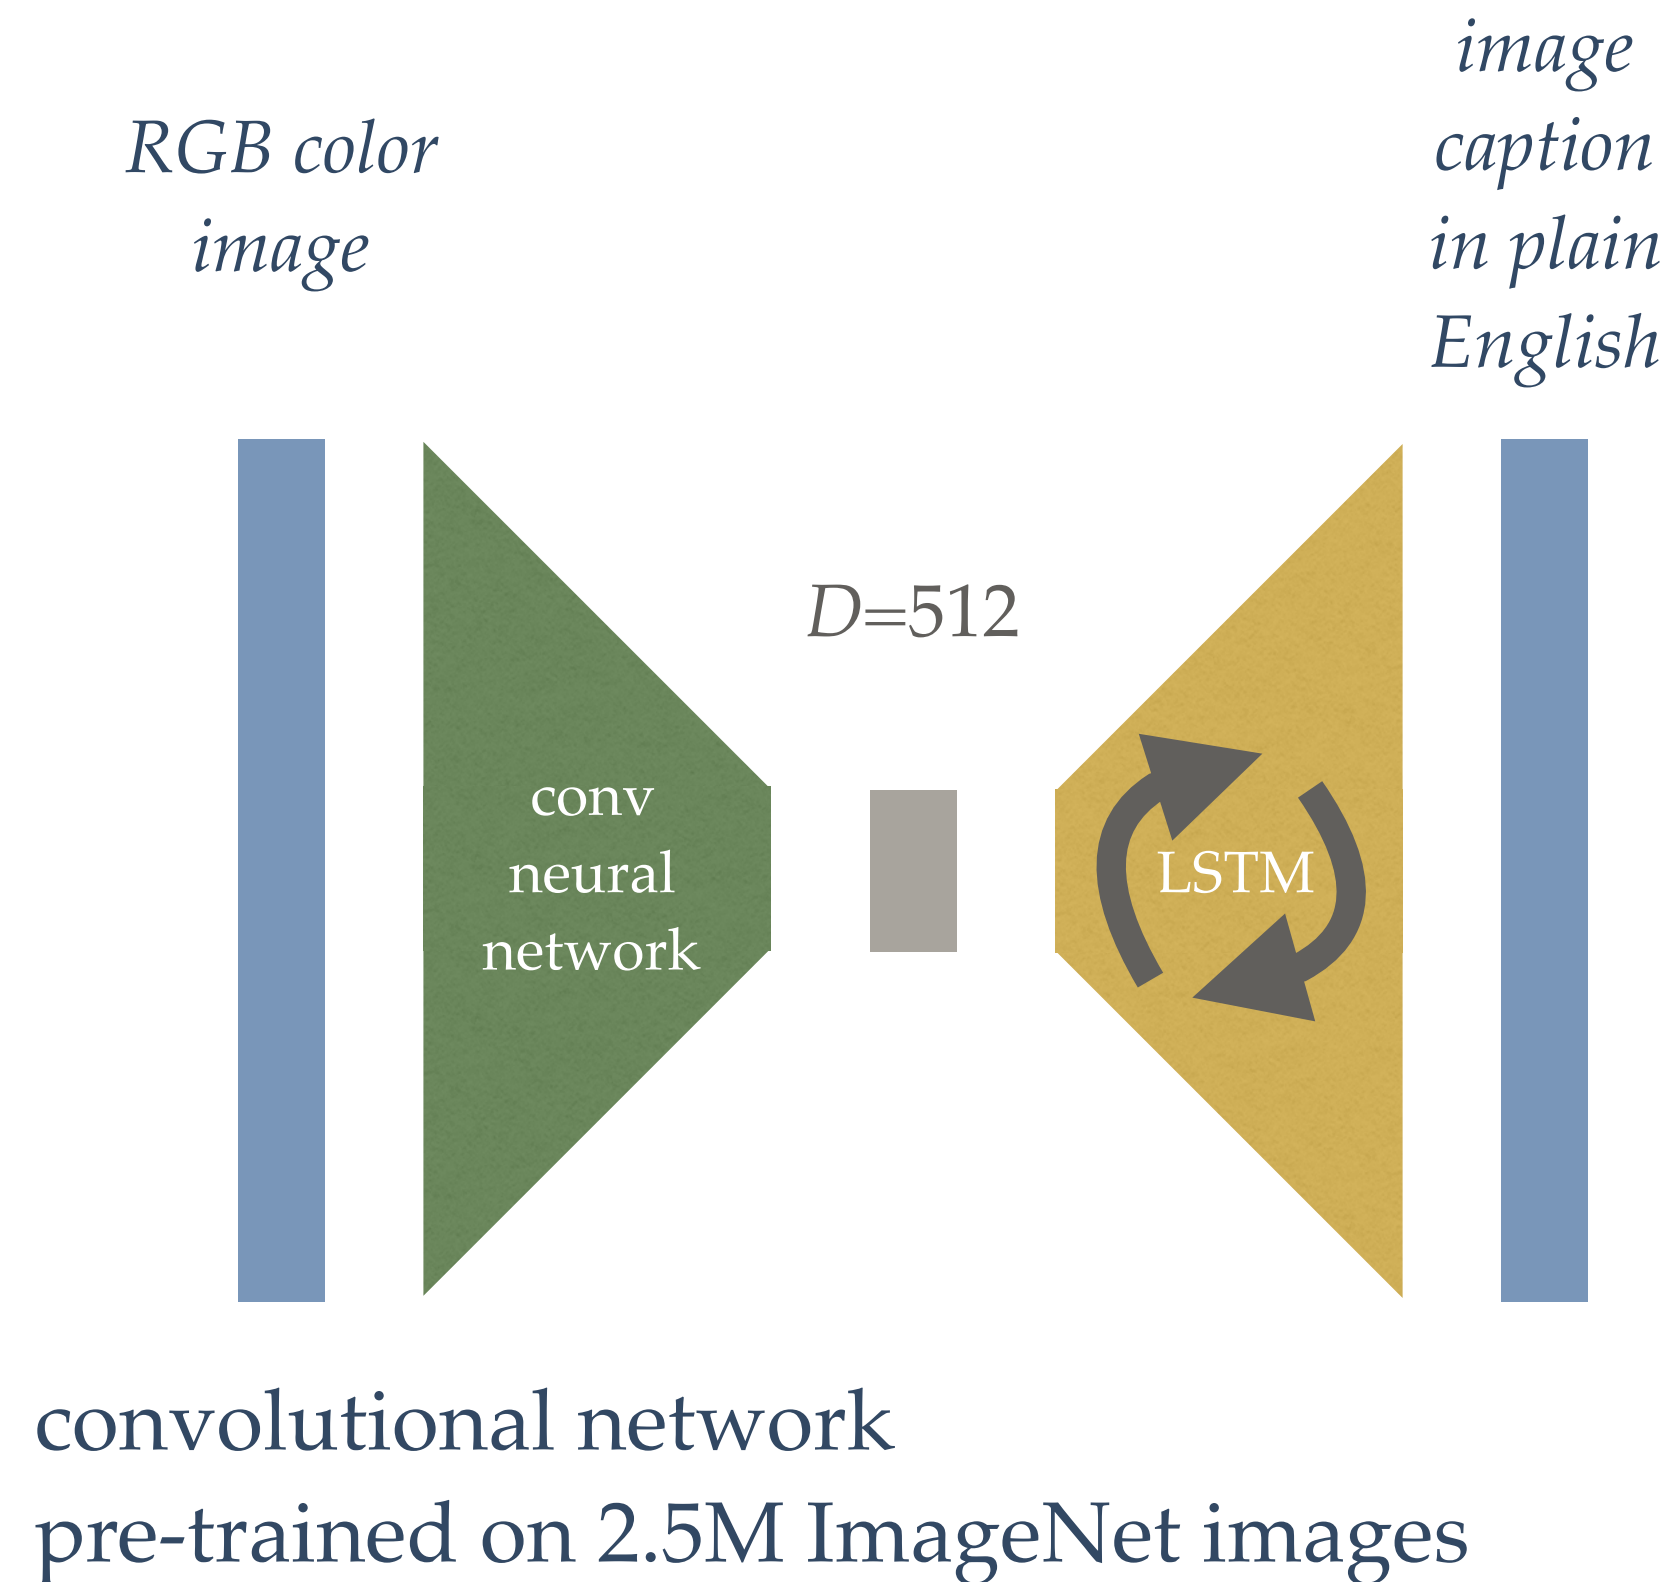 RGB color
image
image
caption
in plain
English
D=512
conv
neural
network
LSTM
convolutional network
pre-trained on 2.5M ImageNet images